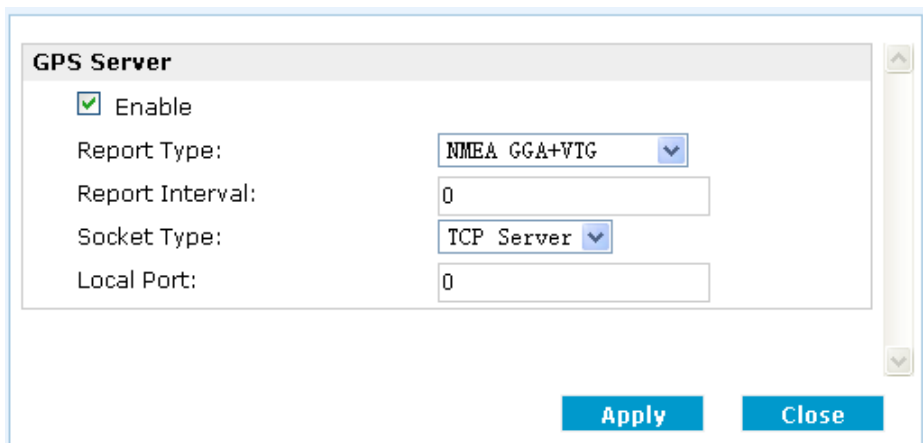 GPS Server
Enable
Report Type: NMEA GGA+VTG
Report Interval: 0
Socket Type: TCP Server
Local Port: 0
Apply Close